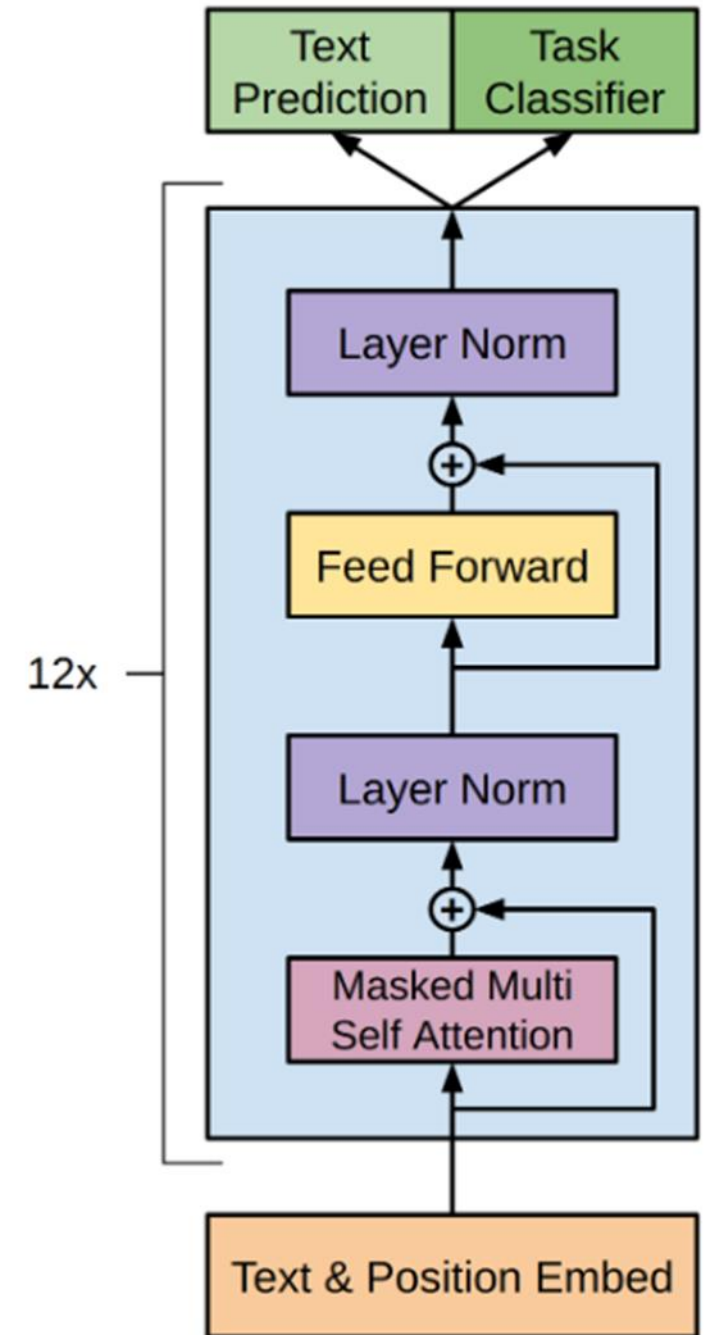 Text
Prediction
Task
Classifier
Layer Norm
Feed Forward
12x
Layer Norm
Masked Multi
Self Attention
Text & Position Embed